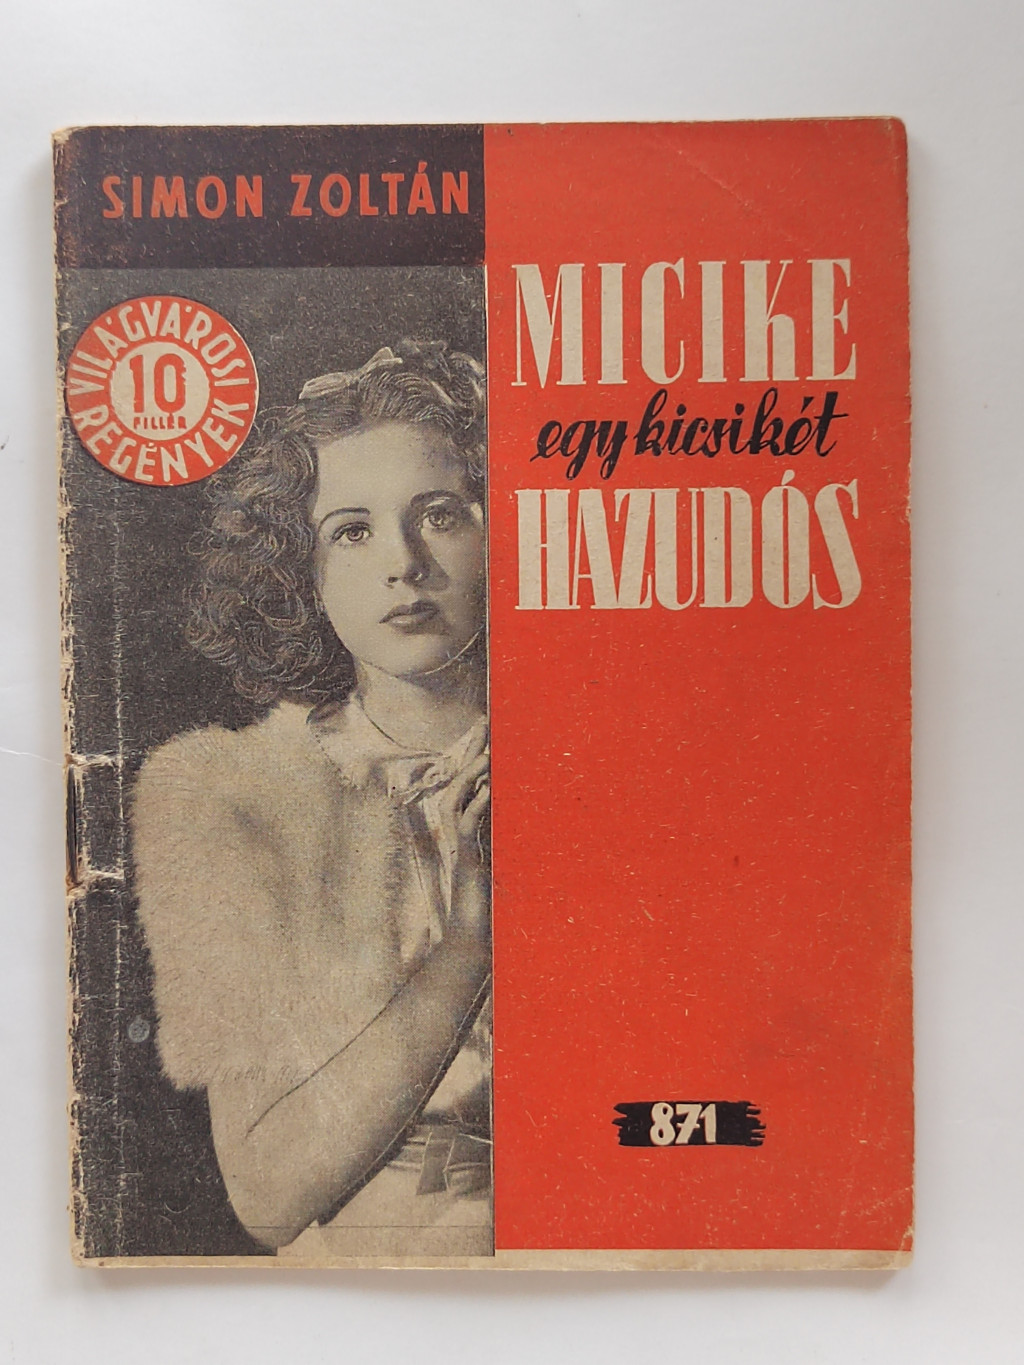 SIMON ZOLTÁN
VILÁGVÁROSI
REGÉNYEK
10
FILLÉR
MICIKE
egy kicsikét
HAZUDÓS
871